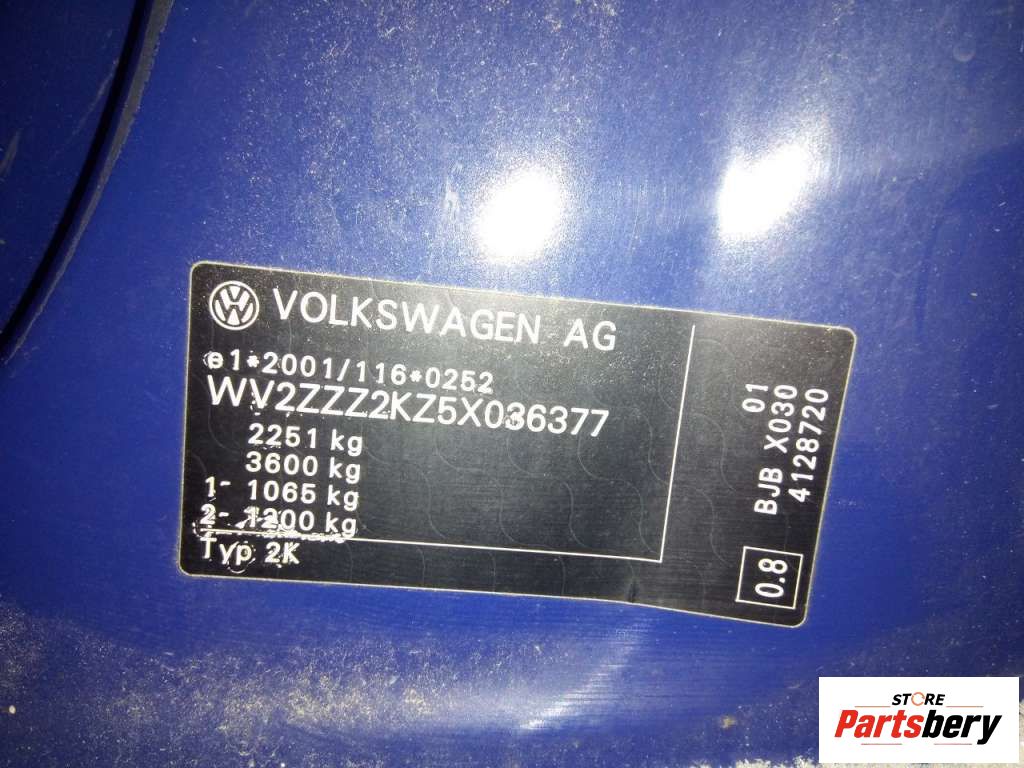 VOLKSWAGEN AG
e1*2001/116*0252
WV2ZZZ2KZ5X036377
2251 kg
3600 kg
1- 1065 kg
2- 1200 kg
Typ 2K
01
BJB X030
4128720
0.8
STORE
Partsbery